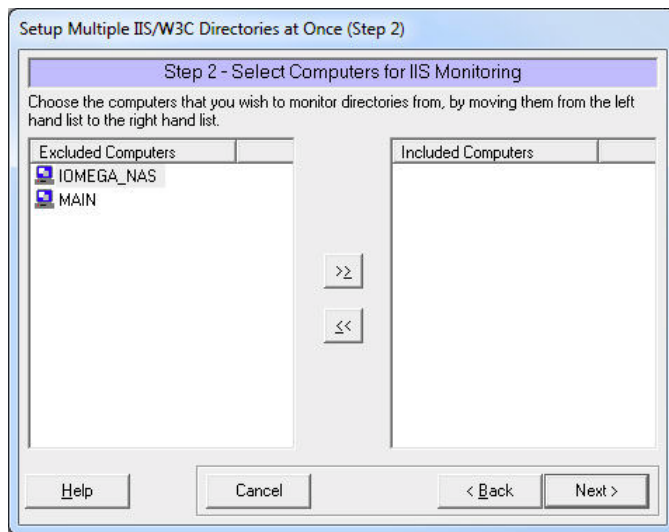 Setup Multiple IIS/W3C Directories at Once (Step 2)
Step 2 - Select Computers for IIS Monitoring
Choose the computers that you wish to monitor directories from, by moving them from the left
hand list to the right hand list.
Excluded Computers
IOMEGA_NAS
MAIN
>>
<<
Included Computers
Help
Cancel
< Back
Next >